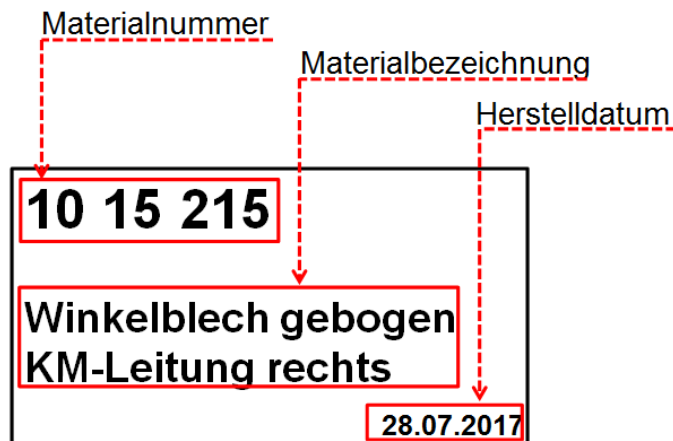 Materialnummer
Materialbezeichnung
Herstelldatum
10 15 215
Winkelblech gebogen
KM-Leitung rechts
28.07.2017